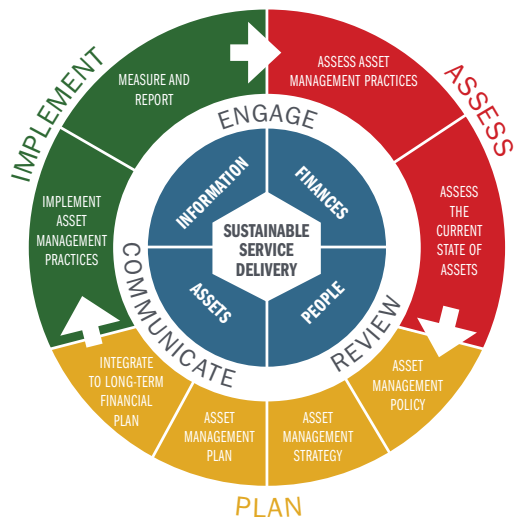 IMPLEMENT
ASSESS
PLAN
MEASURE AND
REPORT
ASSESS ASSET
MANAGEMENT PRACTICES
ASSESS
THE
CURRENT
STATE OF
ASSETS
ASSET
MANAGEMENT
POLICY
ASSET
MANAGEMENT
STRATEGY
ASSET
MANAGEMENT
PLAN
INTEGRATE
TO LONG-TERM
FINANCIAL
PLAN
IMPLEMENT
ASSET
MANAGEMENT
PRACTICES
ENGAGE
REVIEW
COMMUNICATE
INFORMATION
FINANCES
PEOPLE
ASSETS
SUSTAINABLE
SERVICE
DELIVERY